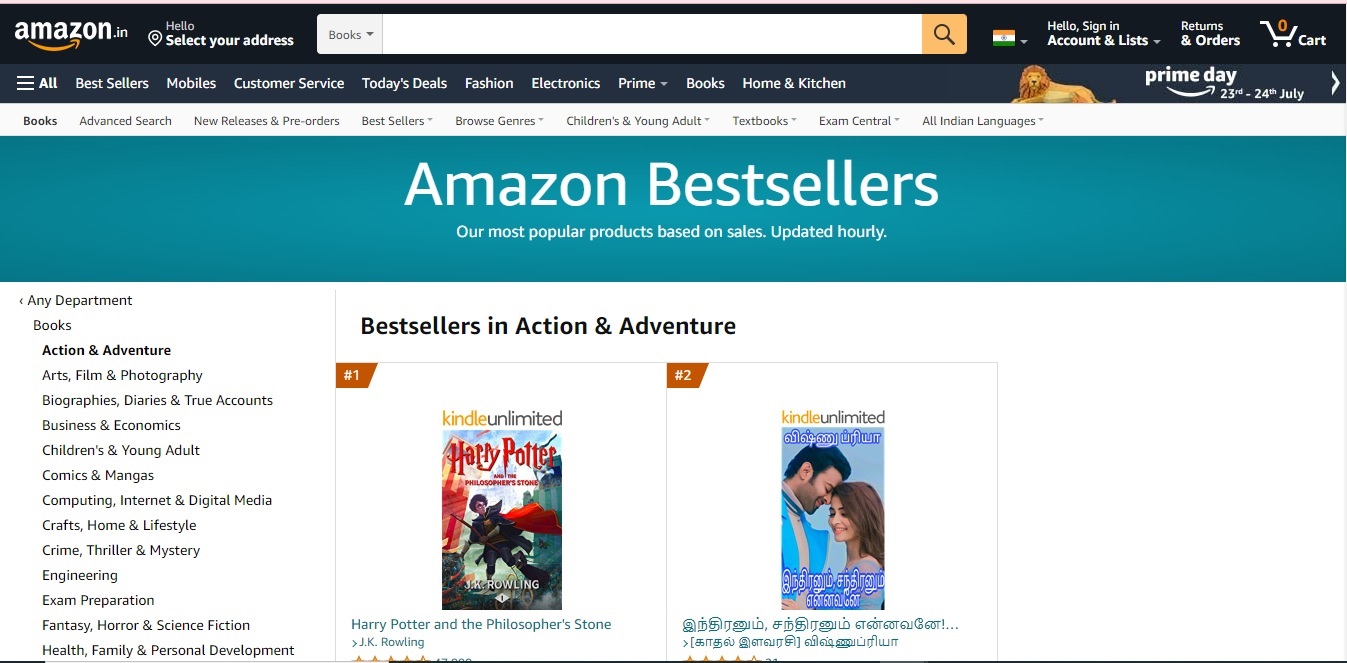 amazon.in
Hello
Select your address
Books
Hello, Sign in
Account & Lists
Returns
& Orders
0
Cart
All Best Sellers Mobiles Customer Service Today's Deals Fashion Electronics Prime Books Home & Kitchen
prime day
23rd - 24th July
Books Advanced Search New Releases & Pre-orders Best Sellers Browse Genres Children's & Young Adult Textbooks Exam Central All Indian Languages
Amazon Bestsellers
Our most popular products based on sales. Updated hourly.
‹ Any Department
Books
Action & Adventure
Arts, Film & Photography
Biographies, Diaries & True Accounts
Business & Economics
Children's & Young Adult
Comics & Mangas
Computing, Internet & Digital Media
Crafts, Home & Lifestyle
Crime, Thriller & Mystery
Engineering
Exam Preparation
Fantasy, Horror & Science Fiction
Health, Family & Personal Development
Bestsellers in Action & Adventure
#1
kindleunlimited
Harry Potter
AND THE
PHILOSOPHER'S STONE
J.K. ROWLING
1
Harry Potter and the Philosopher's Stone
›J.K. Rowling
#2
kindleunlimited
விஷ்ணு ப்ரியா
இந்திரனும், சந்திரனும்
என்னவனே
இந்திரனும், சந்திரனும் என்னவனே!...
›[காதல் இளவரசி] விஷ்ணுப்ரியா